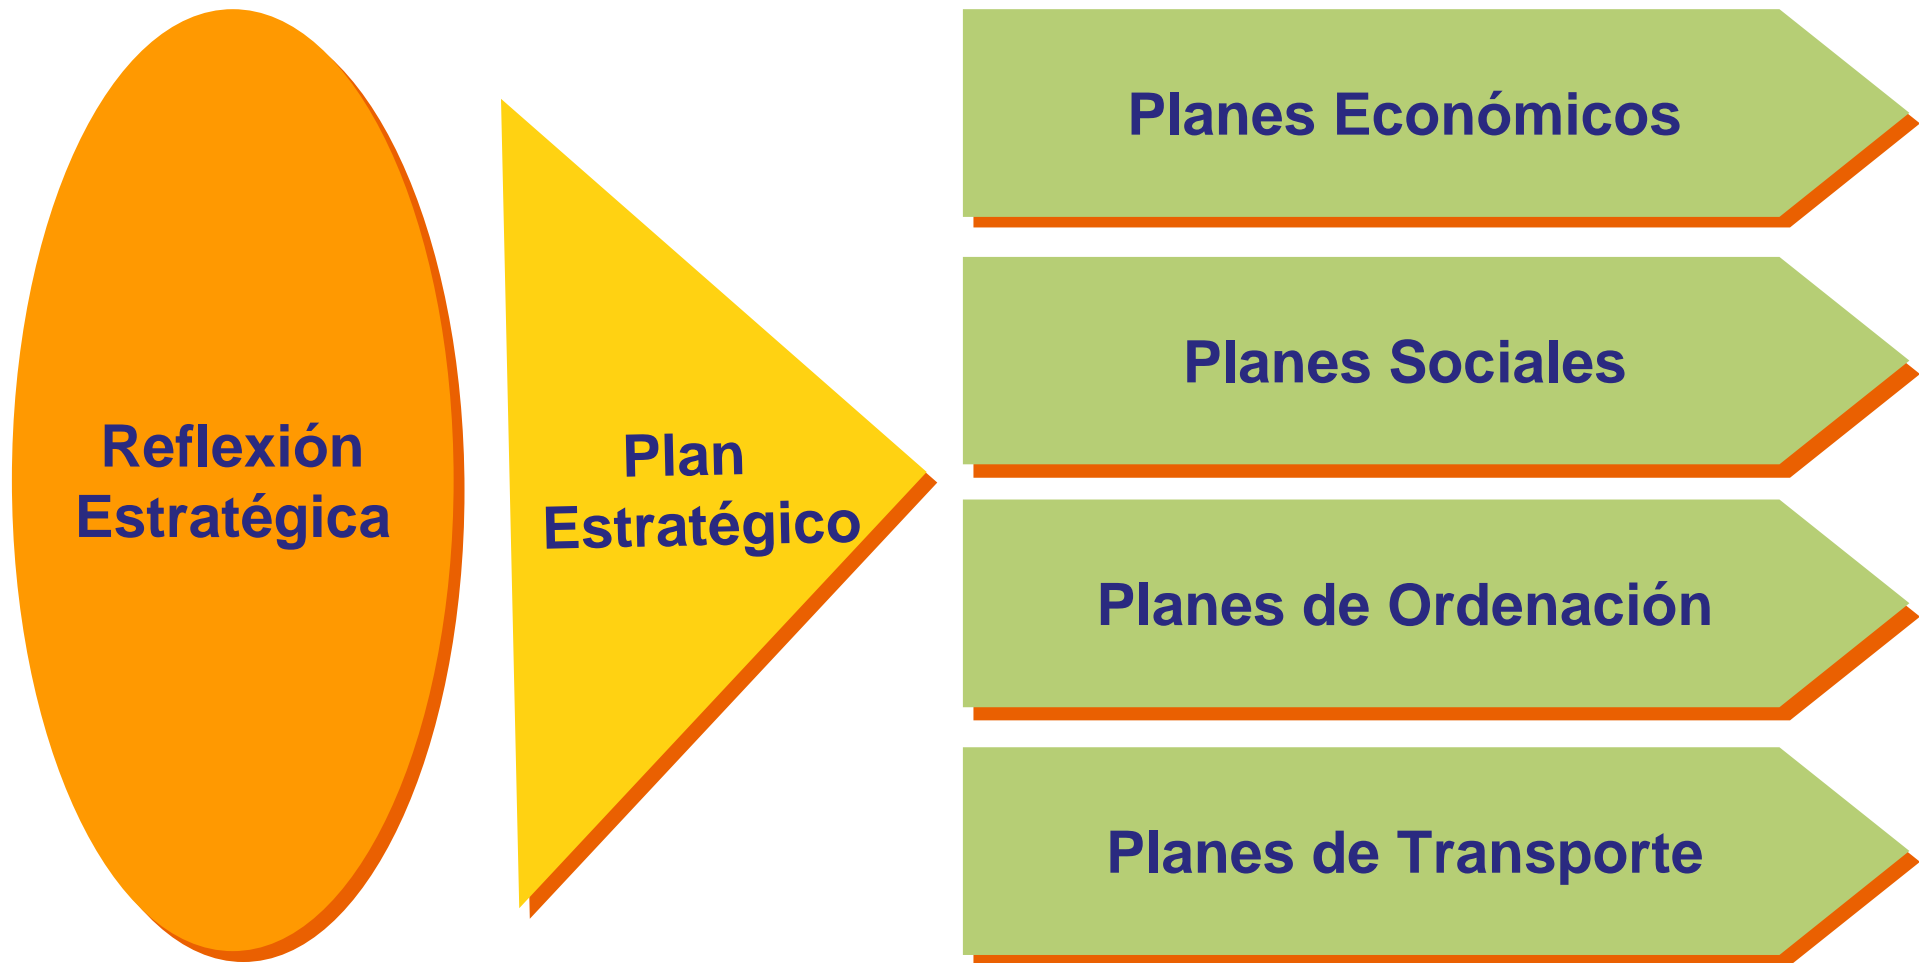 Reflexión
Estratégica
Plan
Estratégico
Planes Económicos
Planes Sociales
Planes de Ordenación
Planes de Transporte